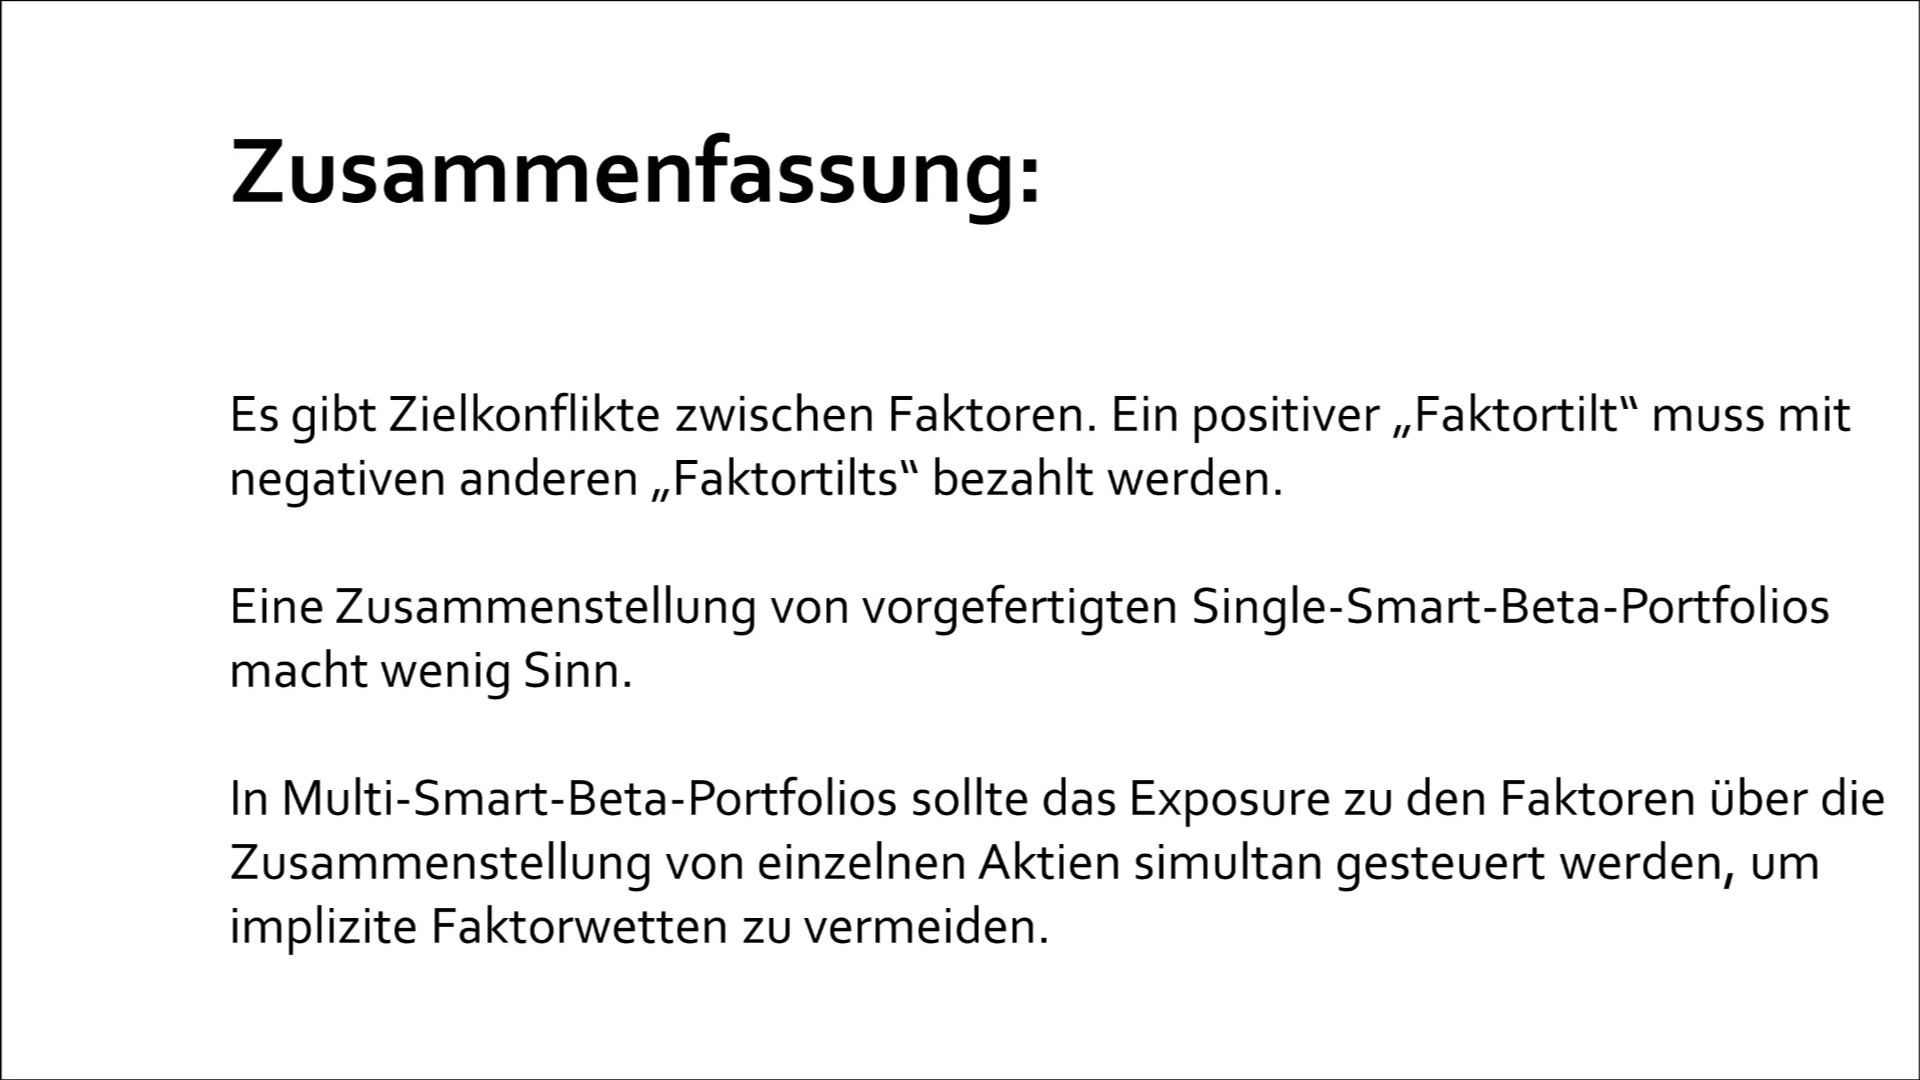 Zusammenfassung:
Es gibt Zielkonflikte zwischen Faktoren. Ein positiver „Faktortilt“ muss mit
negativen anderen „Faktortilts“ bezahlt werden.
Eine Zusammenstellung von vorgefertigten Single-Smart-Beta-Portfolios
macht wenig Sinn.
In Multi-Smart-Beta-Portfolios sollte das Exposure zu den Faktoren über die
Zusammenstellung von einzelnen Aktien simultan gesteuert werden, um
implizite Faktorwetten zu vermeiden.